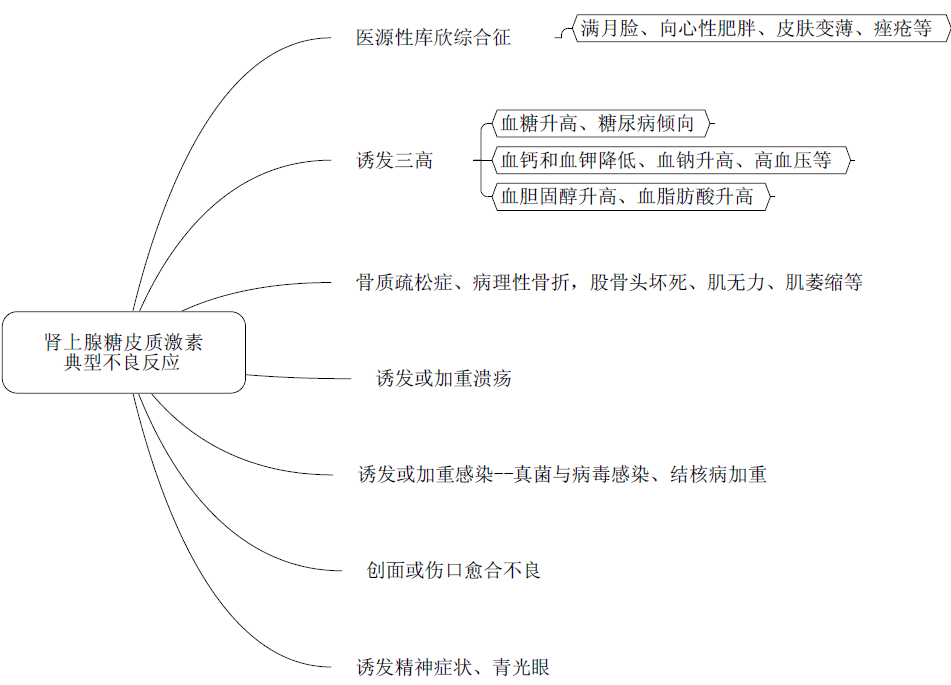 肾上腺糖皮质激素
典型不良反应
医源性库欣综合征
满月脸、向心性肥胖、皮肤变薄、痤疮等
诱发三高
血糖升高、糖尿病倾向
血钙和血钾降低、血钠升高、高血压等
血胆固醇升高、血脂肪酸升高
骨质疏松症、病理性骨折，股骨头坏死、肌无力、肌萎缩等
诱发或加重溃疡
诱发或加重感染--真菌与病毒感染、结核病加重
创面或伤口愈合不良
诱发精神症状、青光眼